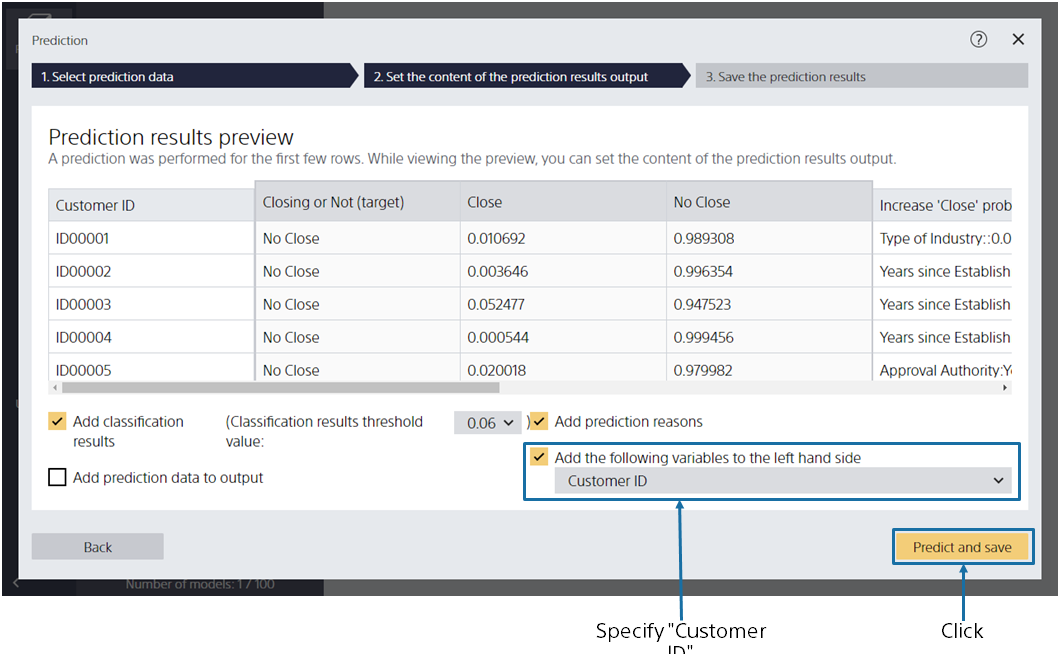 Prediction
1. Select prediction data
2. Set the content of the prediction results output
3. Save the prediction results
Prediction results preview
A prediction was performed for the first few rows. While viewing the preview, you can set the content of the prediction results output.
Customer ID Closing or Not (target) Close No Close Increase 'Close' prob
ID00001 No Close 0.010692 0.989308 Type of Industry::0.0
ID00002 No Close 0.003646 0.996354 Years since Establish
ID00003 No Close 0.052477 0.947523 Years since Establish
ID00004 No Close 0.000544 0.999456 Years since Establish
ID00005 No Close 0.020018 0.979982 Approval Authority:Y
Add classification results
(Classification results threshold value: 0.06 )
Add prediction reasons
Add prediction data to output
Add the following variables to the left hand side
Customer ID
Back
Predict and save
Number of models: 1 / 100
Specify "Customer
ID"
Click